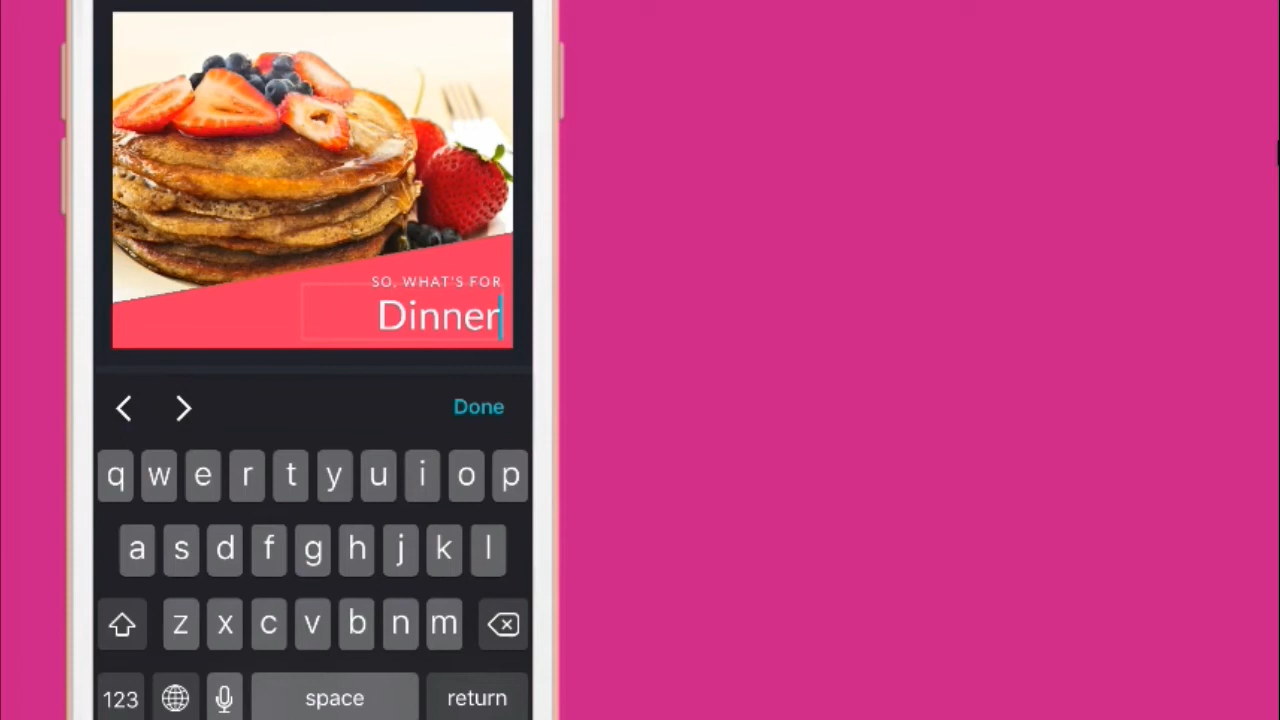 SO, WHAT'S FOR
Dinner
Done
q w e r t y u i o p
a s d f g h j k l
z x c v b n m
123 space return